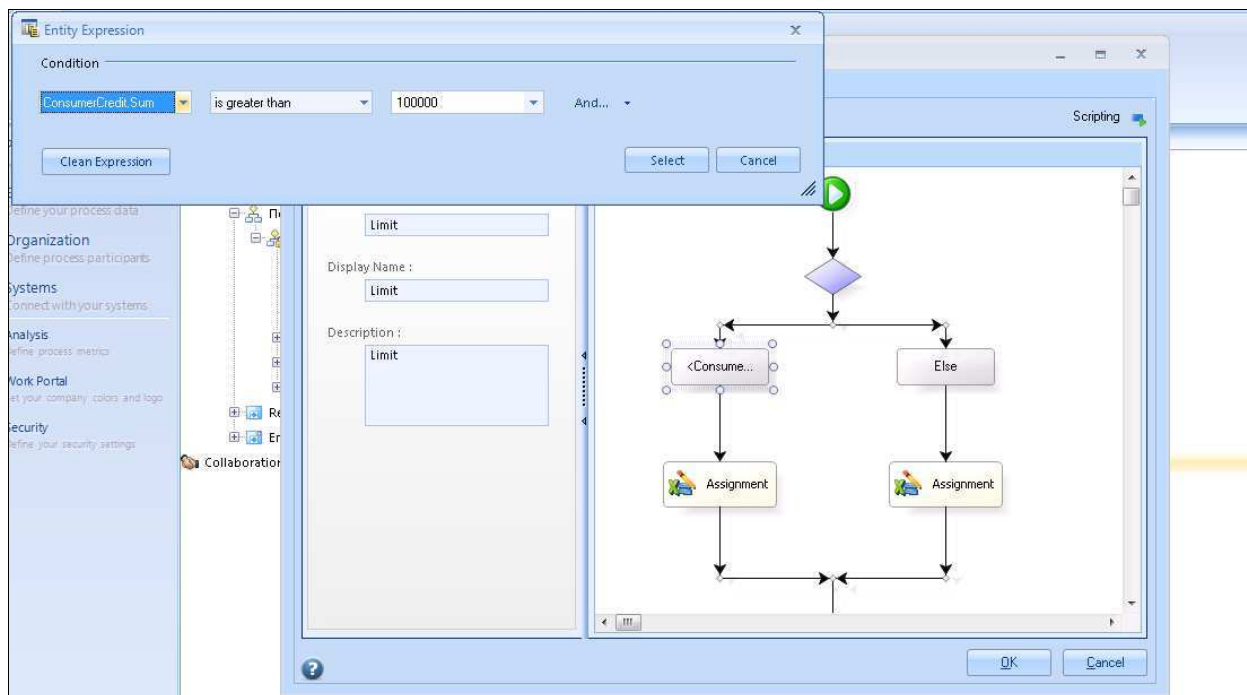 Entity Expression
Condition
ConsumerCredit.Sum is greater than 100000 And...
Clean Expression Select Cancel
Scripting
Define your process data
Organization
Define process participants
Systems
Connect with your systems
Analysis
Define process metrics
Work Portal
Set your company colors and logo
Security
Define your security settings
По
Re
En
Collaboration
Limit
Display Name :
Limit
Description :
Limit
<Consume...
Else
Assignment
Assignment
OK Cancel